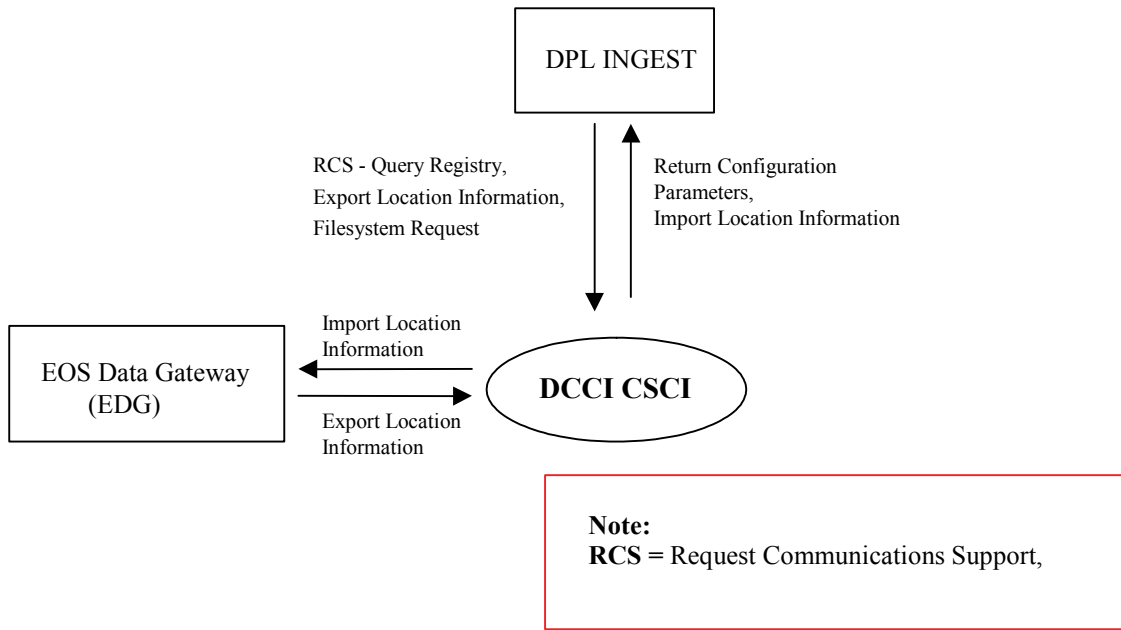 DPL INGEST
RCS - Query Registry,
Export Location Information,
Filesystem Request
Return Configuration
Parameters,
Import Location Information
Import Location
Information
EOS Data Gateway
(EDG)
DCCI CSCI
Export Location
Information
Note:
RCS = Request Communications Support,